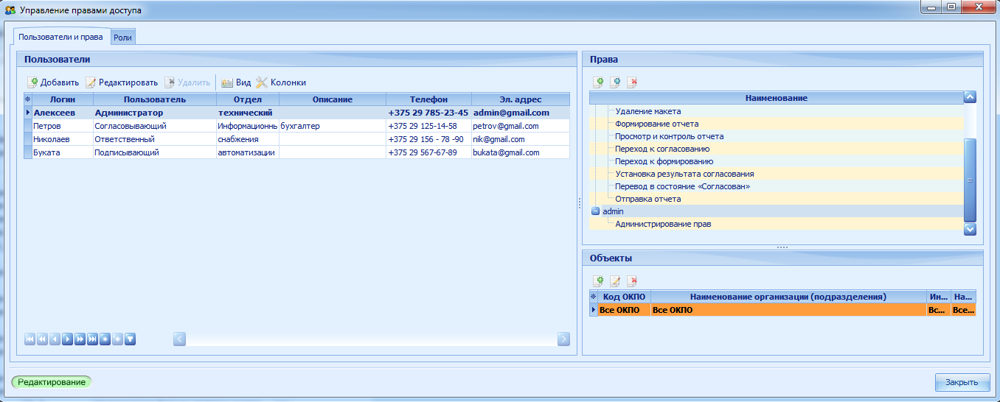 Управление правами доступа
Пользователи и права Роли
Пользователи
Добавить Редактировать Удалить Вид Колонки
Логин Пользователь Отдел Описание Телефон Эл. адрес
Алексеев Администратор технический +375 29 785-23-45 admin@gmail.com
Петров Согласовывающий Информационнь бухгалтер +375 29 125-14-58 petrov@gmail.com
Николаев Ответственный снабжения +375 29 156 - 78 -90 nik@gmail.com
Буката Подписывающий автоматизации +375 29 567-67-89 bukata@gmail.com
Права
Наименование
Удаление макета
Формирование отчета
Просмотр и контроль отчета
Переход к согласованию
Переход к формированию
Установка результата согласования
Перевод в состояние «Согласован»
Отправка отчета
admin
Администрирование прав
Объекты
Код ОКПО Наименование организации (подразделения) Ин... На...
Все ОКПО Все ОКПО Вс... Все...
Редактирование
Закрыть